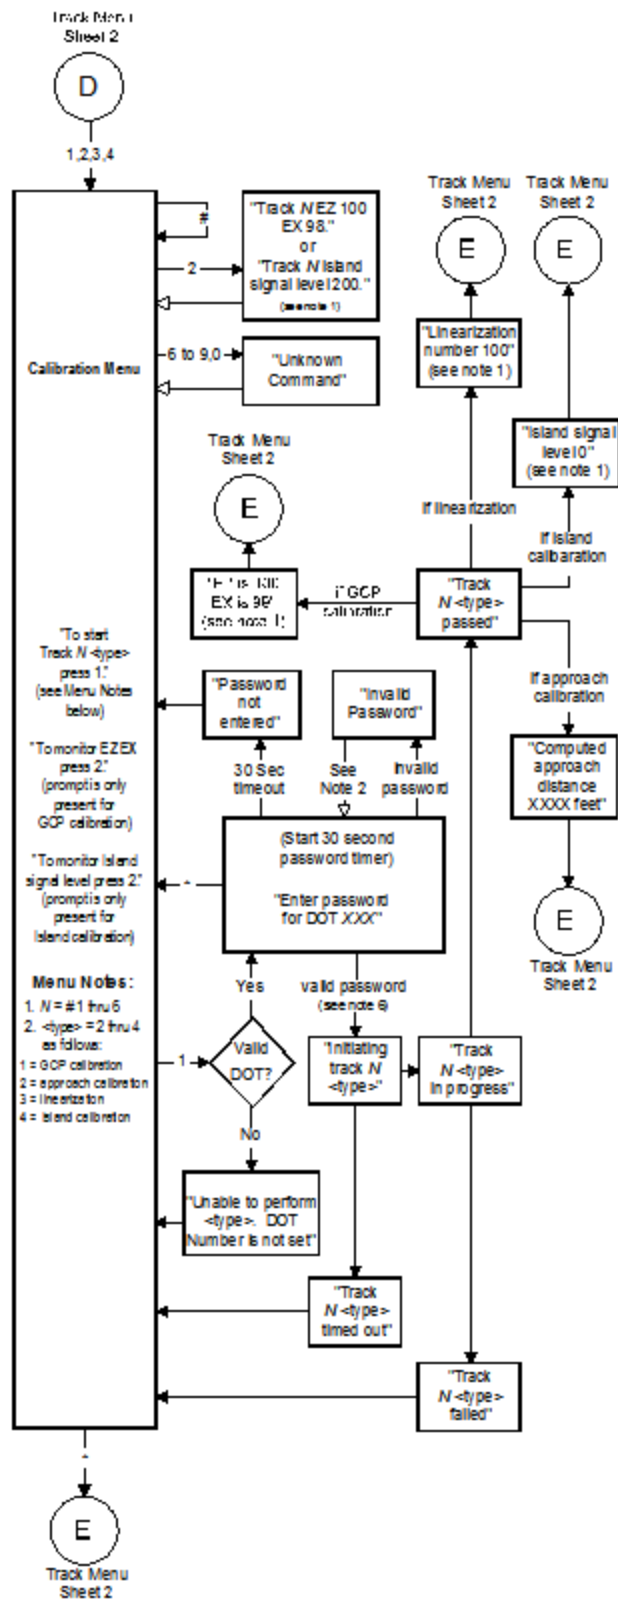 Track Menu
Sheet 2
D
1,2,3,4
Calibration Menu
"To start
Track N <type>
press 1."
(see Menu Notes
below)
"To monitor EZ EX
press 2."
(prompt is only
present for
GCP calibration)
"To monitor Island
signal level press 2."
(prompt is only
present for
Island calibration)
Menu Notes:
1. N = # 1 thru 6
2. <type> = 2 thru 4
as follows:
1 = GCP calibration
2 = approach calibration
3 = linearization
4 = Island calibration
#
2
"Track N EZ 100
EX 98."
or
"Track N Island
signal level 200."
(see note 1)
6 to 9,0
"Unknown
Command"
Track Menu
Sheet 2
E
Track Menu
Sheet 2
E
Track Menu
Sheet 2
E
"Linearization
number 100"
(see note 1)
"Island signal
level 0"
(see note 1)
If linearization
If Island
calibaration
is 100
EX is 98"
(see note 1)
if GCP
calibration
"Track
N <type>
passed"
If approach
calibration
"Computed
approach
distance
XXXX feet"
E
Track Menu
Sheet 2
"Password
not
entered"
"Invalid
Password"
30 Sec
timeout
See
Note 2
Invalid
password
(Start 30 second
password timer)
"Enter password
for DOT XXX"
*
Yes
valid password
(see note 6)
1
Valid
DOT?
"Initiating
track N
<type>"
"Track
N <type>
In progress"
No
"Unable to perform
<type>. DOT
Number is not set"
"Track
N <type>
timed out"
"Track
N <type>
failed"
*
E
Track Menu
Sheet 2